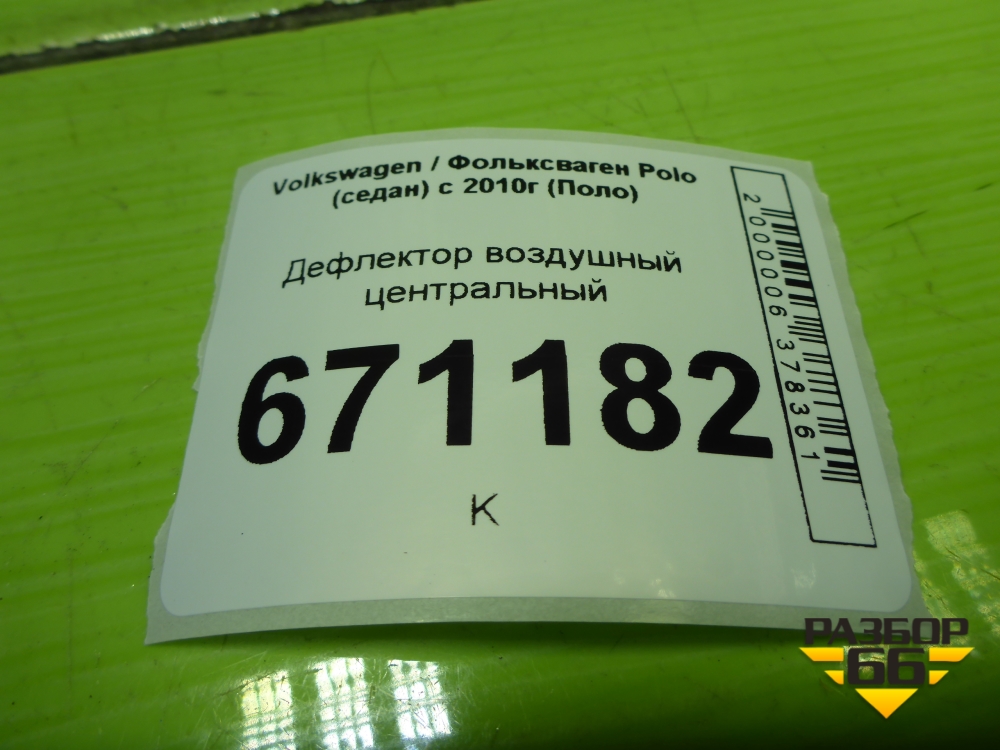 Volkswagen / Фольксваген Polo
(седан) с 2010г (Поло)
Дефлектор воздушный
центральный
671182
К
2000006378361
РАЗБОР
66